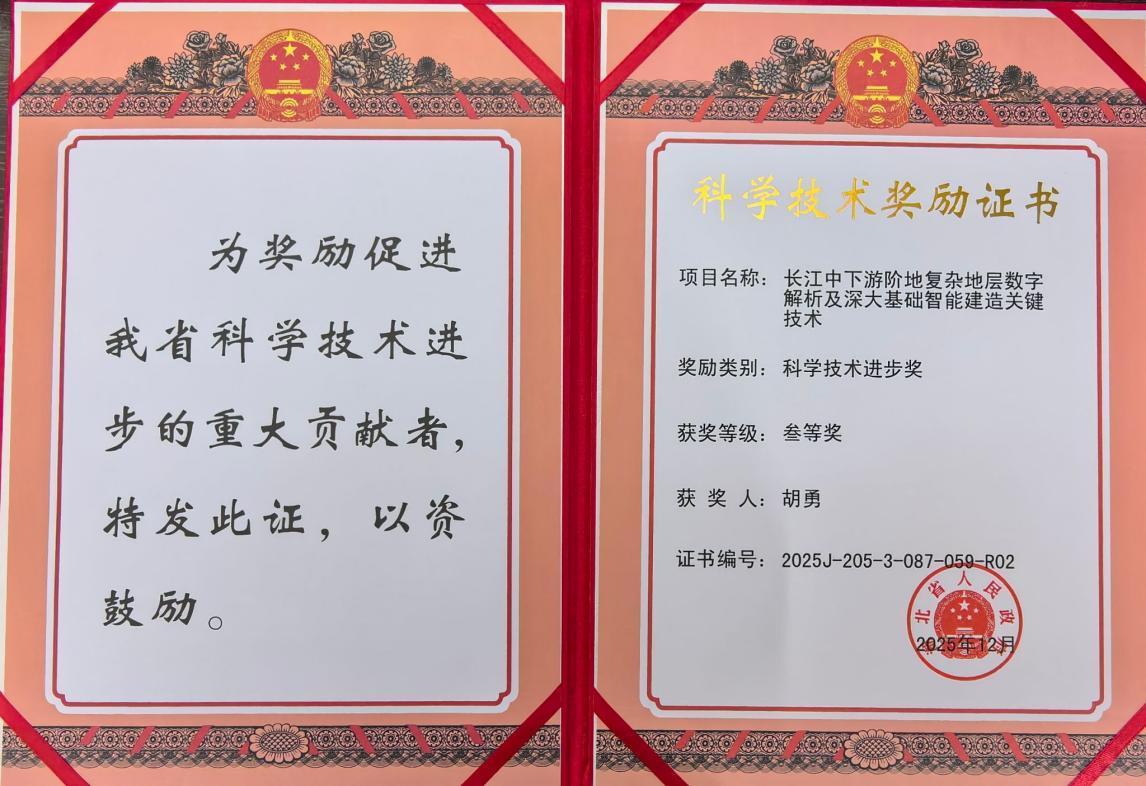 为奖励促进
我省科学技术进
步的重大贡献者，
特发此证，以资
鼓励。
科学技术奖励证书
项目名称：长江中下游阶地复杂地层数字
解析及深大基础智能建造关键
技术
奖励类别：科学技术进步奖
获奖等级：叁等奖
获 奖 人：胡勇
证书编号：2025J-205-3-087-059-R02
北省人民政
2025年12月